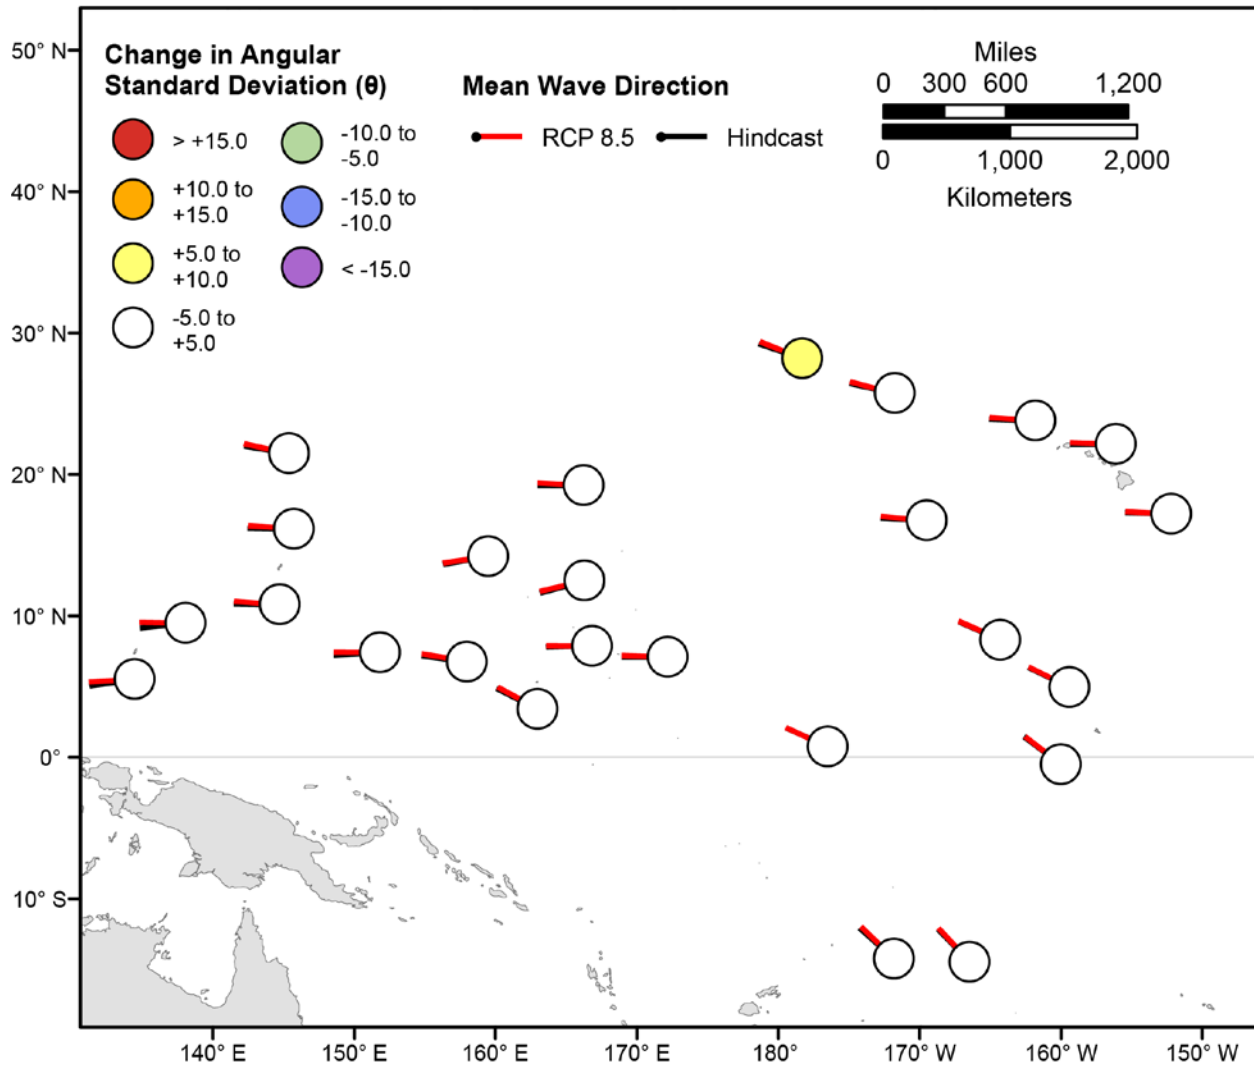 Change in Angular
Standard Deviation (θ)
> +15.0
+10.0 to
+15.0
+5.0 to
+10.0
-5.0 to
+5.0
-10.0 to
-5.0
-15.0 to
-10.0
< -15.0
Mean Wave Direction
RCP 8.5
Hindcast
Miles
0 300 600 1,200
0 1,000 2,000
Kilometers
50° N
40° N
30° N
20° N
10° N
0°
10° S
140° E 150° E 160° E 170° E 180° 170° W 160° W 150° W